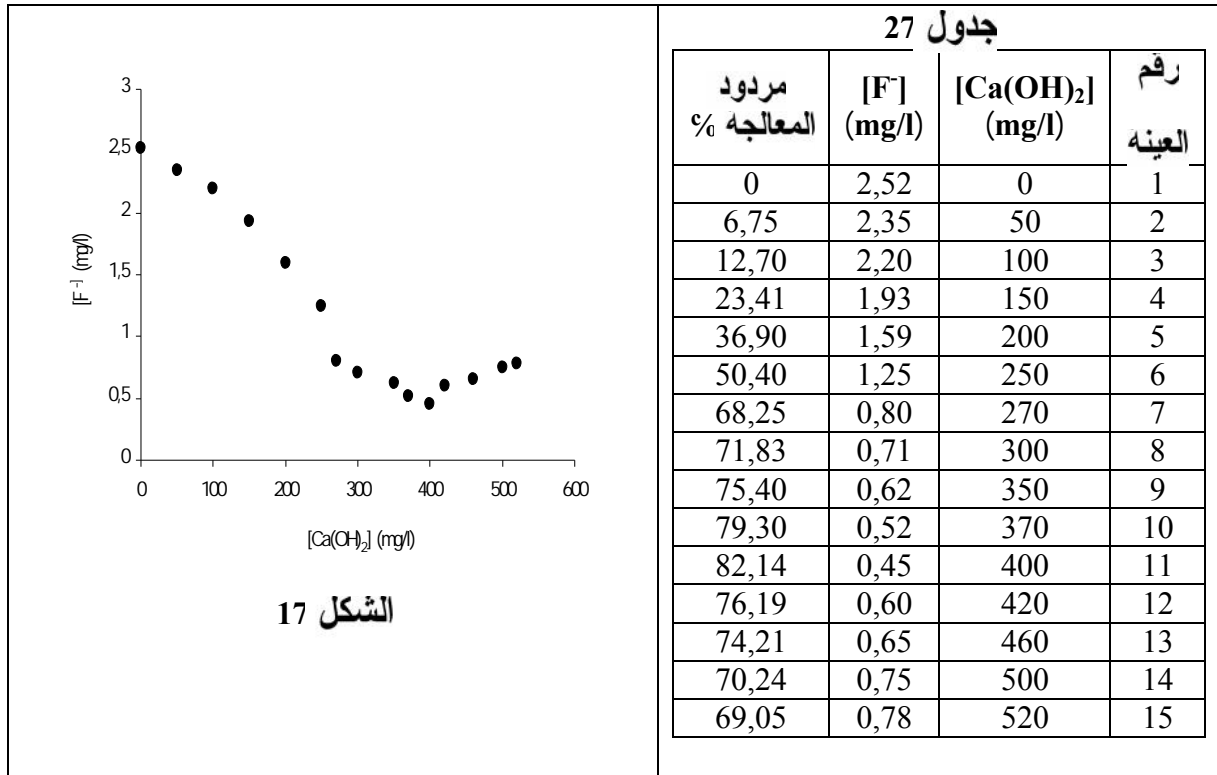 3
2,5
2
1,5
1
0,5
0
[F-] (mg/l)
0 100 200 300 400 500 600
[Ca(OH)2] (mg/l)
الشكل 17
جدول 27
مردود المعالجة % [F-] (mg/l) [Ca(OH)2] (mg/l) رقم العينة
0 2,52 0 1
6,75 2,35 50 2
12,70 2,20 100 3
23,41 1,93 150 4
36,90 1,59 200 5
50,40 1,25 250 6
68,25 0,80 270 7
71,83 0,71 300 8
75,40 0,62 350 9
79,30 0,52 370 10
82,14 0,45 400 11
76,19 0,60 420 12
74,21 0,65 460 13
70,24 0,75 500 14
69,05 0,78 520 15